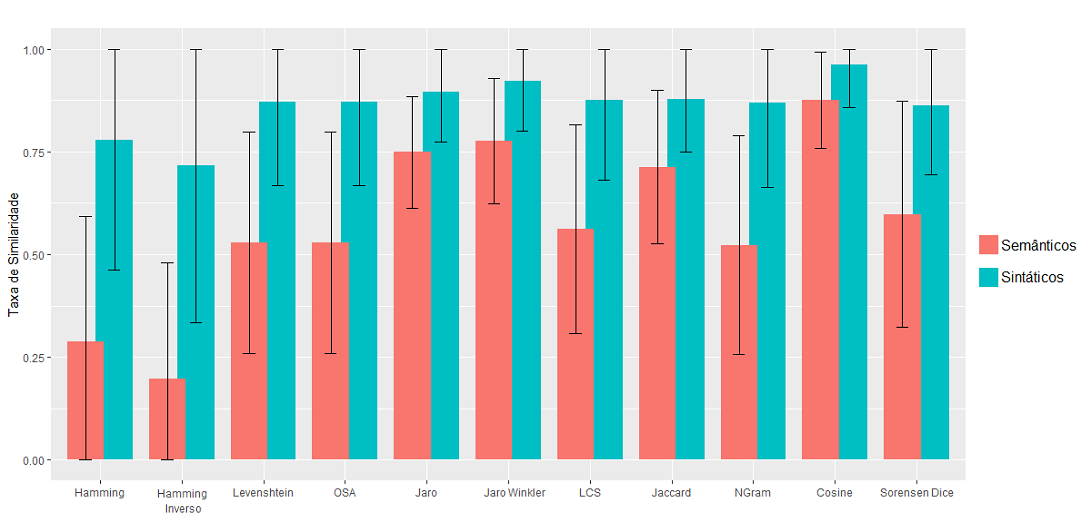 1.00
0.75
0.50
0.25
0.00
Taxa de Similaridade
Hamming
Hamming
Inverso
Levenshtein
OSA
Jaro
Jaro Winkler
LCS
Jaccard
NGram
Cosine
Sorensen Dice
Semânticos
Sintáticos